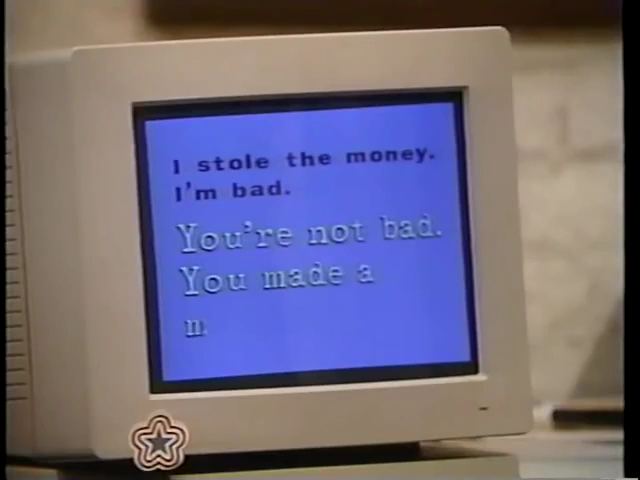 I stole the money.
I'm bad.
You're not bad.
You made a
m